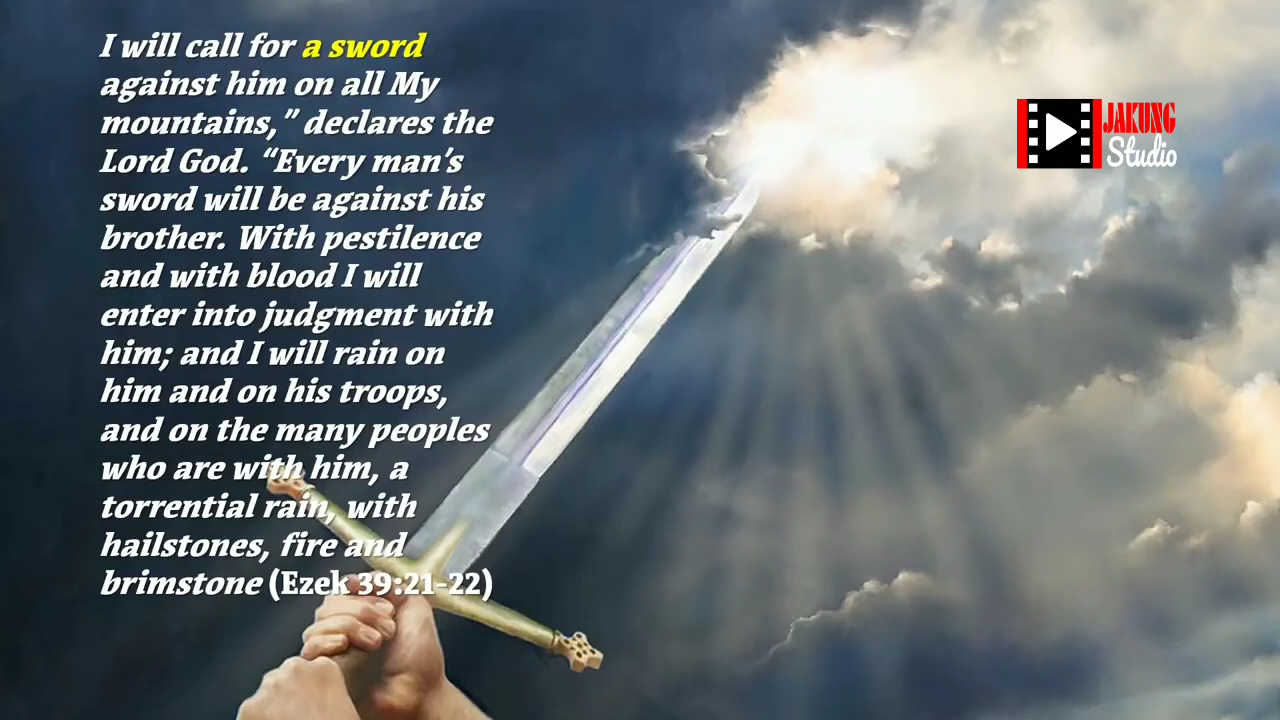 I will call for a sword
against him on all My
mountains,” declares the
Lord God. “Every man’s
sword will be against his
brother. With pestilence
and with blood I will
enter into judgment with
him; and I will rain on
him and on his troops,
and on the many peoples
who are with him, a
torrential rain, with
hailstones, fire and
brimstone (Ezek 39:21-22)
JAKUNG
Studio